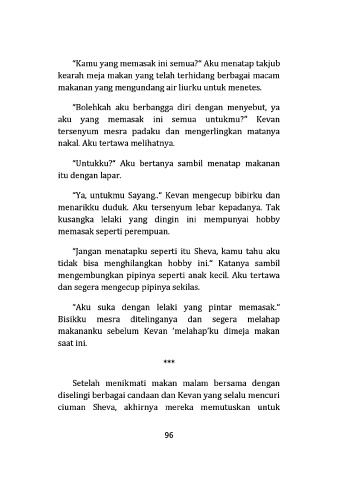 "Kamu yang memasak ini semua?" Aku menatap takjub
kearah meja makan yang telah terhidang berbagai macam
makanan yang mengundang air liurku untuk menetes.
"Bolehkah aku berbangga diri dengan menyebut, ya
aku yang memasak ini semua untukmu?" Kevan
tersenyum mesra padaku dan mengerlingkan matanya
nakal. Aku tertawa melihatnya.
"Untukku?" Aku bertanya sambil menatap makanan
itu dengan lapar.
"Ya, untukmu Sayang.." Kevan mengecup bibirku dan
menarikku duduk. Aku tersenyum lebar kepadanya. Tak
kusangka lelaki yang dingin ini mempunyai hobby
memasak seperti perempuan.
"Jangan menatapku seperti itu Sheva, kamu tahu aku
tidak bisa menghilangkan hobby ini." Katanya sambil
mengembungkan pipinya seperti anak kecil. Aku tertawa
dan segera mengecup pipinya sekilas.
"Aku suka dengan lelaki yang pintar memasak."
Bisikku mesra ditelinganya dan segera melahap
makananku sebelum Kevan 'melahap'ku dimeja makan
saat ini.
***
Setelah menikmati makan malam bersama dengan
diselingi berbagai candaan dan Kevan yang selalu mencuri
ciuman Sheva, akhirnya mereka memutuskan untuk
96